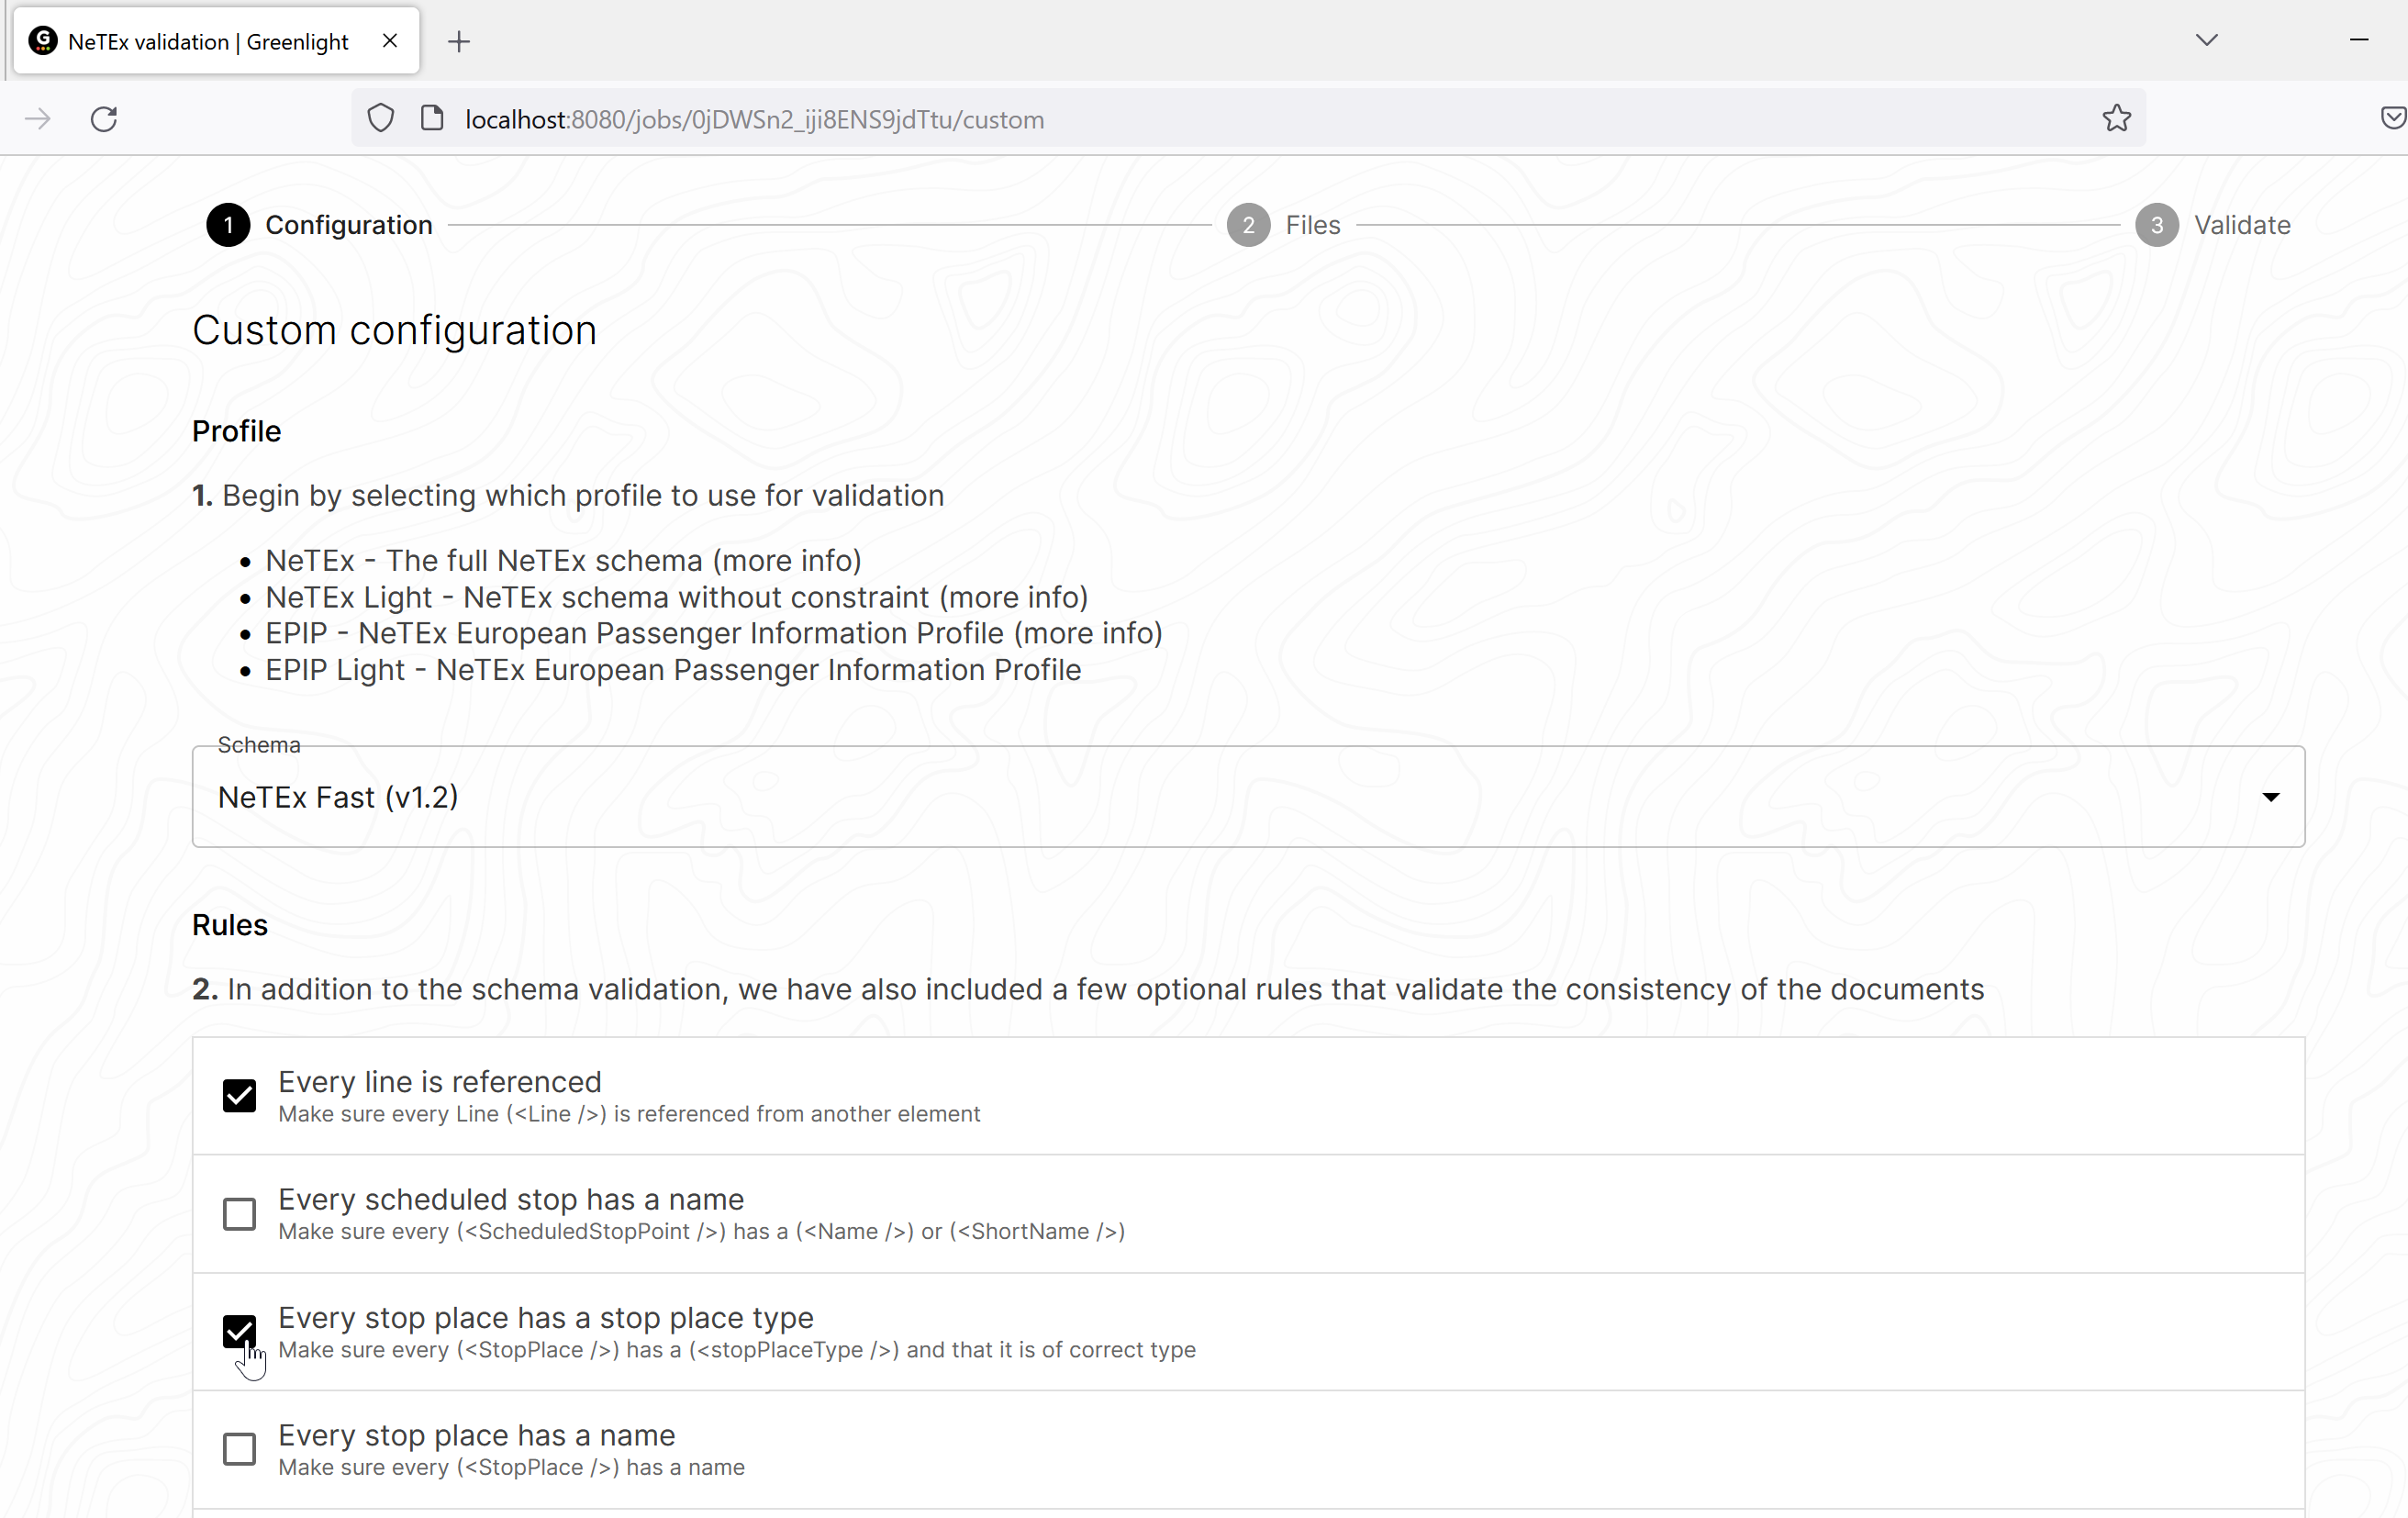 NeTEx validation | Greenlight
localhost:8080/jobs/0jDWSn2_iji8ENS9jdTtu/custom
1 Configuration
2 Files
3 Validate
Custom configuration
Profile
1. Begin by selecting which profile to use for validation
• NeTEx - The full NeTEx schema (more info)
• NeTEx Light - NeTEx schema without constraint (more info)
• EPIP - NeTEx European Passenger Information Profile (more info)
• EPIP Light - NeTEx European Passenger Information Profile
Schema
NeTEx Fast (v1.2)
Rules
2. In addition to the schema validation, we have also included a few optional rules that validate the consistency of the documents
Every line is referenced
Make sure every Line (<Line />) is referenced from another element
Every scheduled stop has a name
Make sure every (<ScheduledStopPoint />) has a (<Name />) or (<ShortName />)
Every stop place has a stop place type
Make sure every (<StopPlace />) has a (<stopPlaceType />) and that it is of correct type
Every stop place has a name
Make sure every (<StopPlace />) has a name